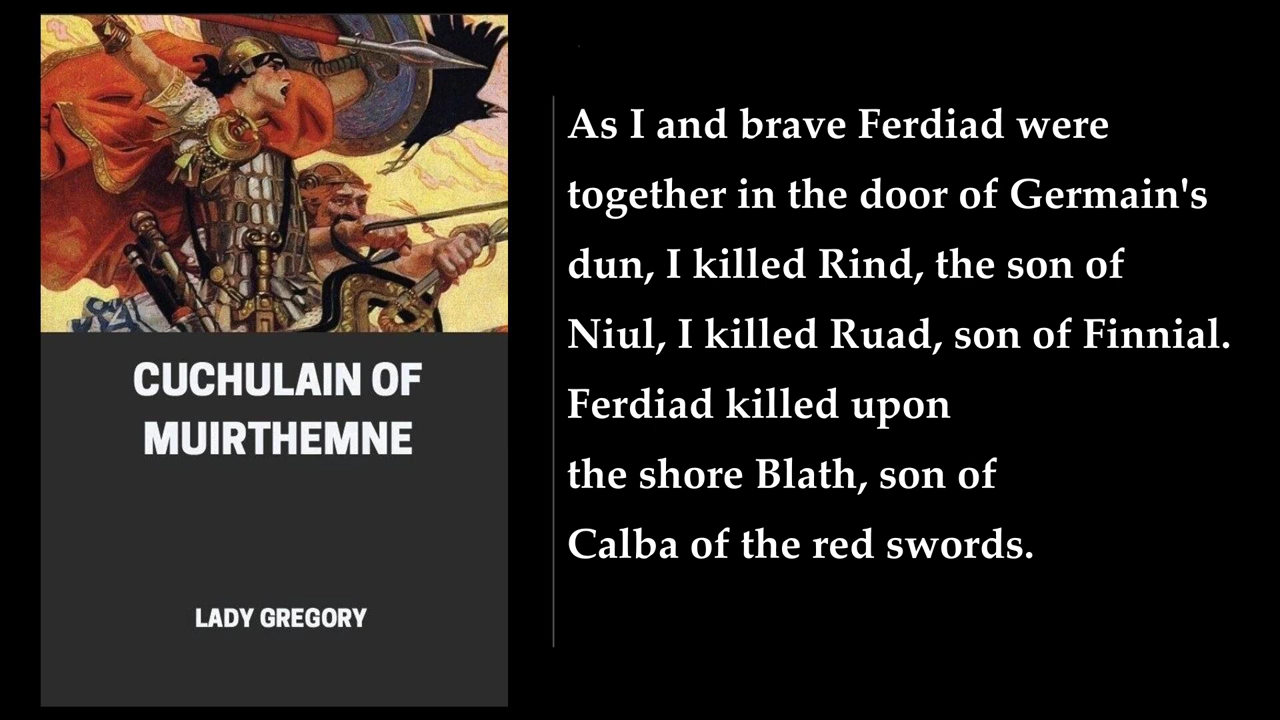 CUCHULAIN OF
MUIRTHEMNE
LADY GREGORY
As I and brave Ferdiad were
together in the door of Germain's
dun, I killed Rind, the son of
Niul, I killed Ruad, son of Finnial.
Ferdiad killed upon
the shore Blath, son of
Calba of the red swords.